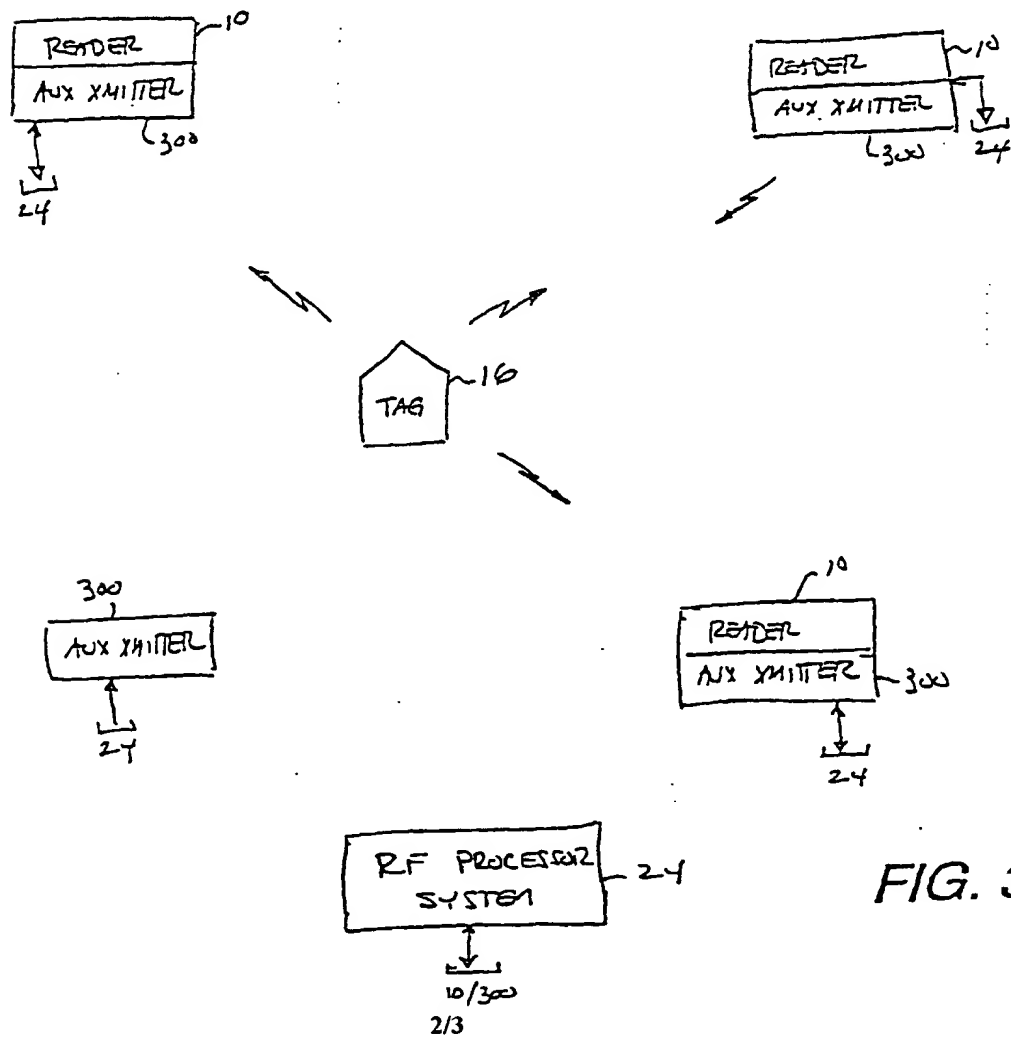 10
READER
AUX XMITTER
300
24
10
READER
AUX XMITTER
300
24
16
TAG
300
AUX XMITTER
24
10
READER
AUX XMITTER
300
24
RF PROCESSOR
SYSTEM
24
FIG. 3
10/300
2/3